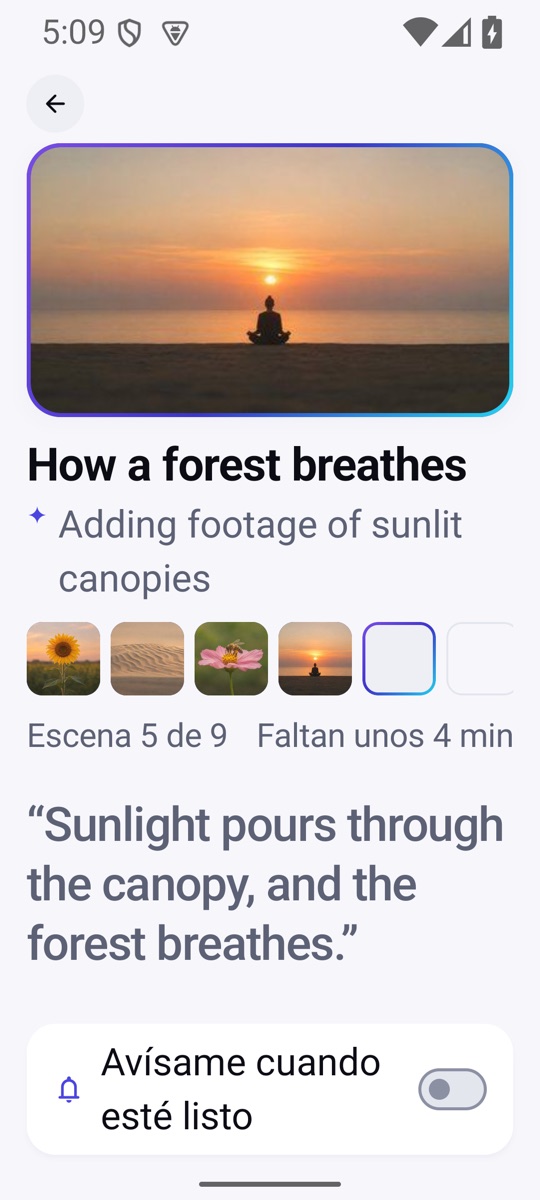 5:09
How a forest breathes
Adding footage of sunlit
canopies
Escena 5 de 9 Faltan unos 4 min
“Sunlight pours through
the canopy, and the
forest breathes.”
Avísame cuando
esté listo